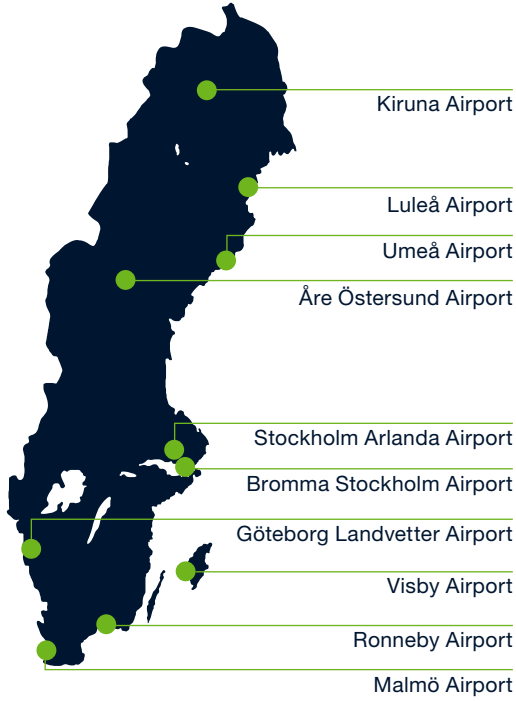 Kiruna Airport
Luleå Airport
Umeå Airport
Åre Östersund Airport
Stockholm Arlanda Airport
Bromma Stockholm Airport
Göteborg Landvetter Airport
Visby Airport
Ronneby Airport
Malmö Airport